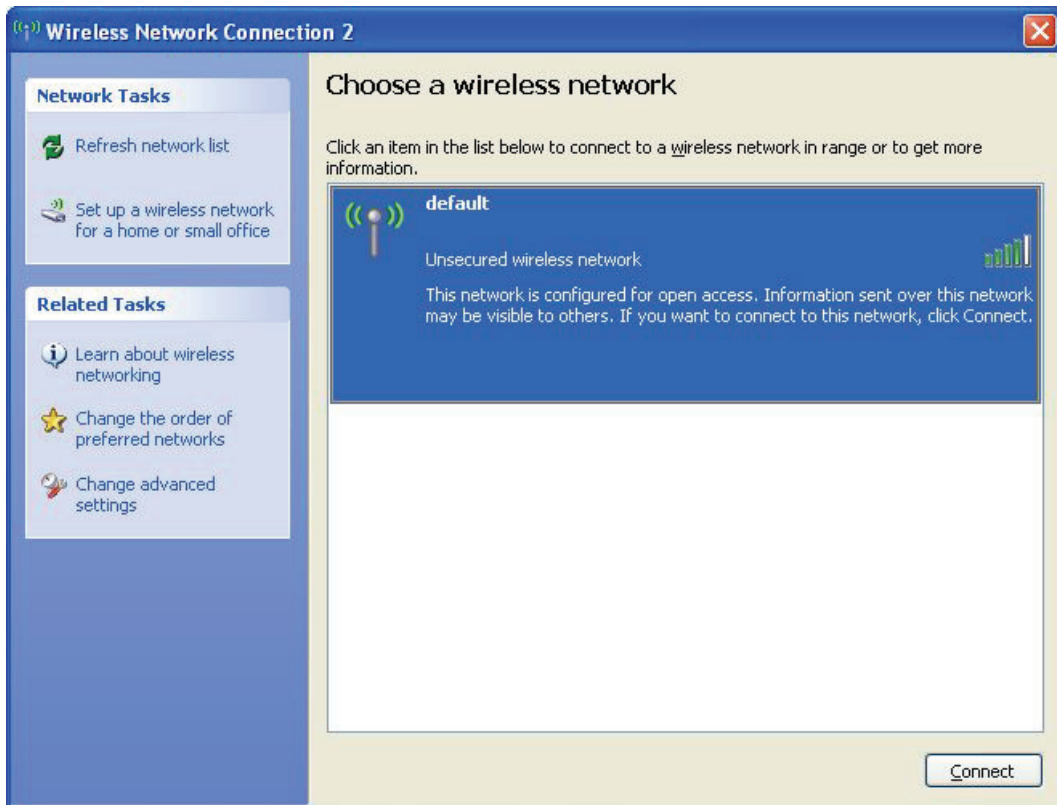 Wireless Network Connection 2
Network Tasks
Refresh network list
Set up a wireless network
for a home or small office
Related Tasks
Learn about wireless
networking
Change the order of
preferred networks
Change advanced
settings
Choose a wireless network
Click an item in the list below to connect to a wireless network in range or to get more
information.
default
Unsecured wireless network
This network is configured for open access. Information sent over this network
may be visible to others. If you want to connect to this network, click Connect.
Connect